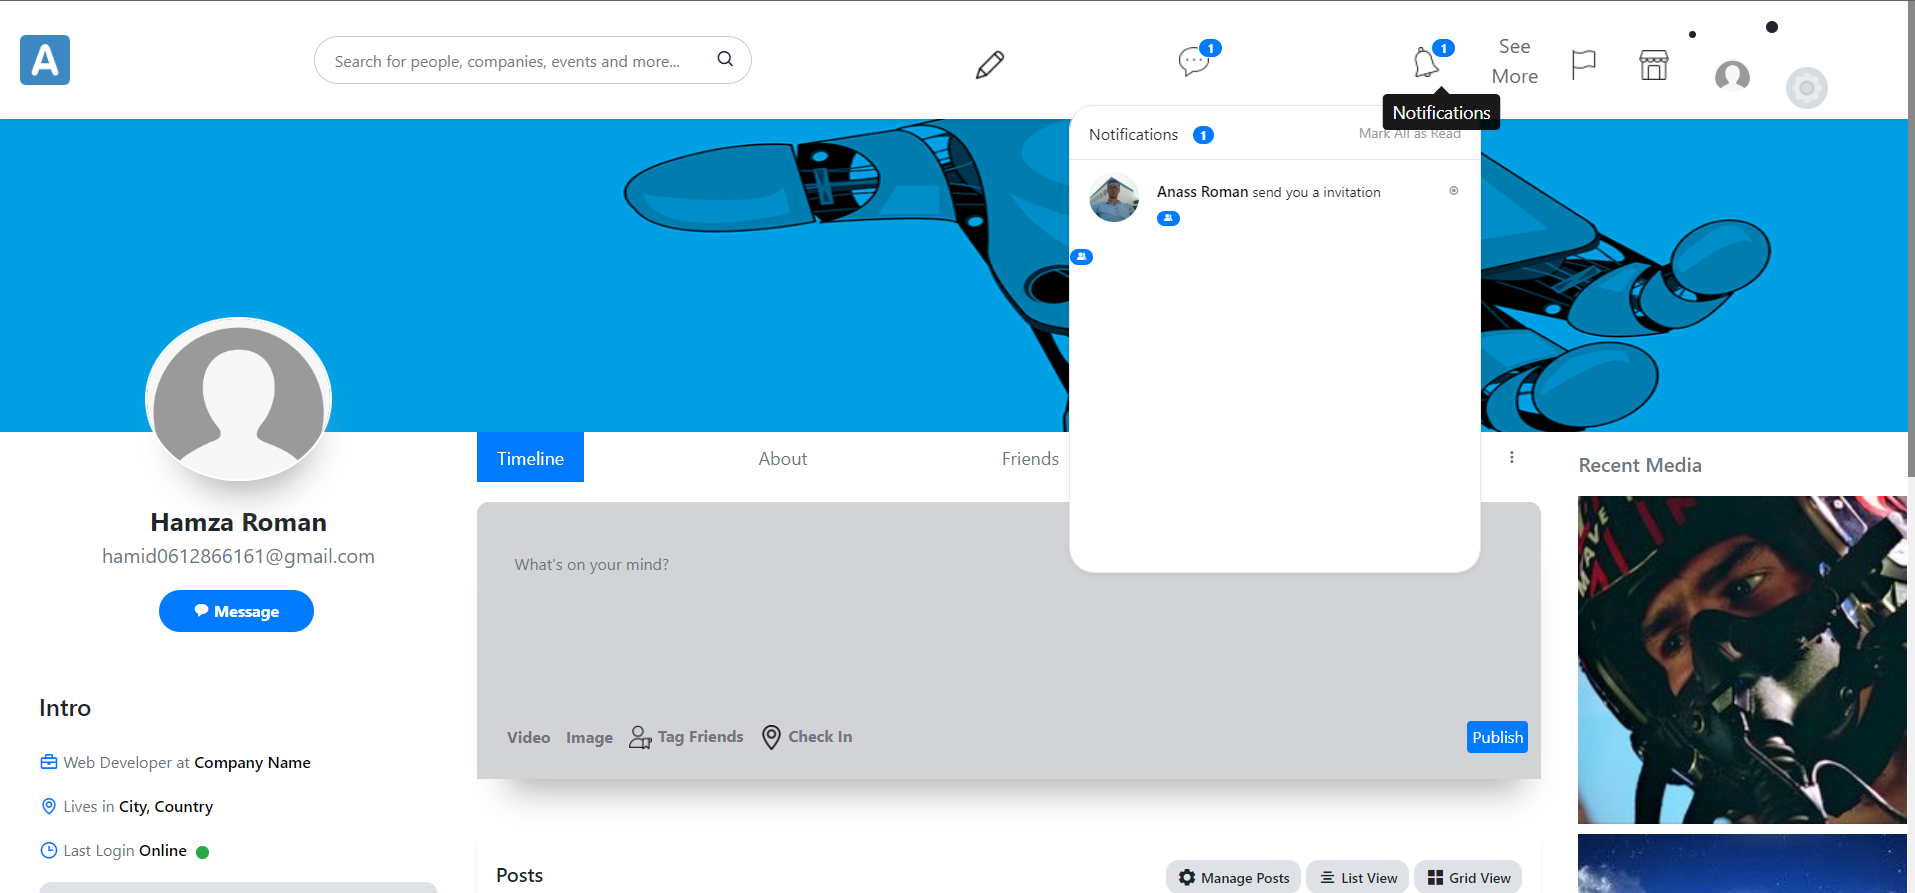 A
Search for people, companies, events and more...
1
1
See
More
Notifications
Notifications 1
Mark All as Read
Anass Roman send you a invitation
Timeline
About
Friends
Recent Media
Hamza Roman
hamid0612866161@gmail.com
What's on your mind?
Message
Intro
Video
Image
Tag Friends
Check In
Publish
Web Developer at Company Name
Lives in City, Country
Last Login Online
Posts
Manage Posts
List View
Grid View